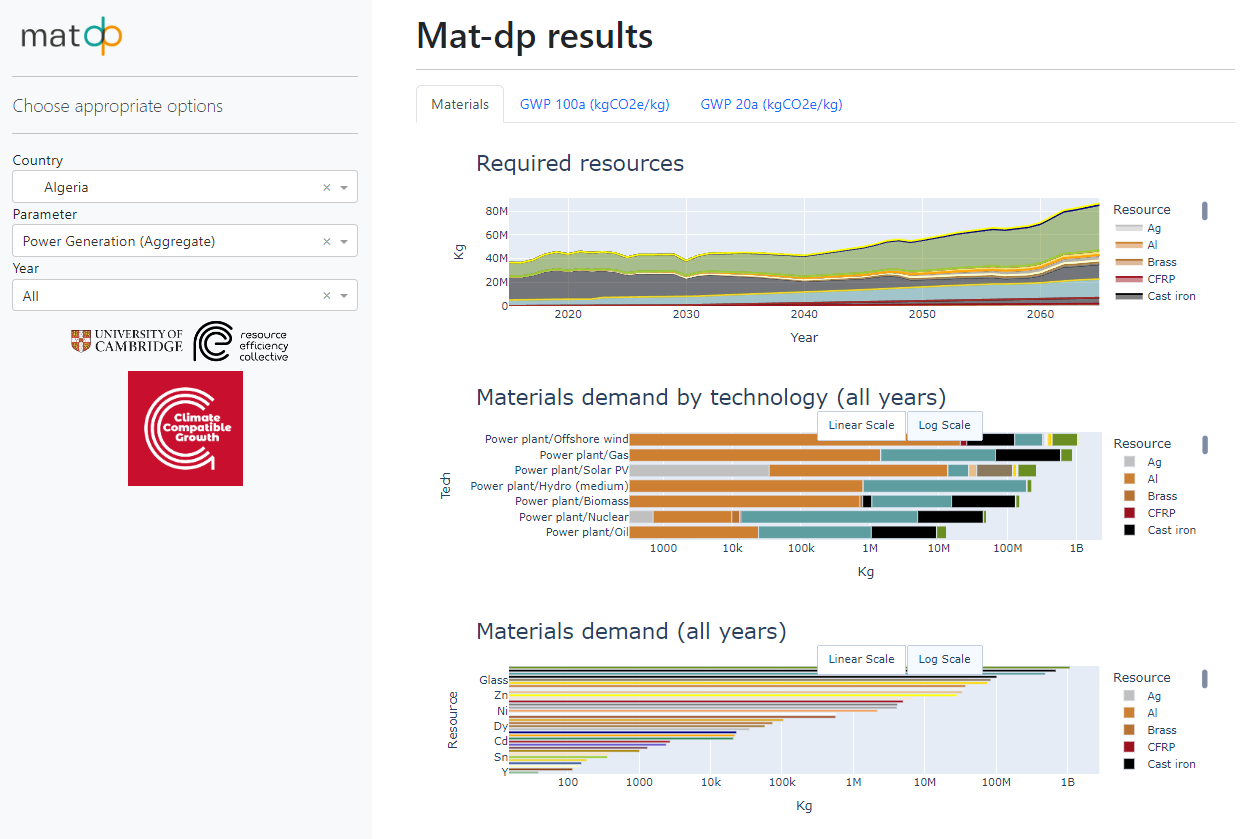 mat dp
Choose appropriate options
Country
Algeria
Parameter
Power Generation (Aggregate)
Year
All
UNIVERSITY OF
CAMBRIDGE
resource
efficiency
collective
Climate
Compatible
Growth
Mat-dp results
Materials
GWP 100a (kgCO2e/kg)
GWP 20a (kgCO2e/kg)
Required resources
80M
60M
40M
20M
0
Kg
2020
2030
2040
2050
2060
Year
Resource
Ag
Al
Brass
CFRP
Cast iron
Materials demand by technology (all years)
Linear Scale
Log Scale
Power plant/Offshore wind
Power plant/Gas
Power plant/Solar PV
Power plant/Hydro (medium)
Power plant/Biomass
Power plant/Nuclear
Power plant/Oil
Tech
1000
10k
100k
1M
10M
100M
1B
Kg
Resource
Ag
Al
Brass
CFRP
Cast iron
Materials demand (all years)
Linear Scale
Log Scale
Glass
Zn
Ni
Dy
Cd
Sn
Y
Resource
100
1000
10k
100k
1M
10M
100M
1B
Kg
Resource
Ag
Al
Brass
CFRP
Cast iron